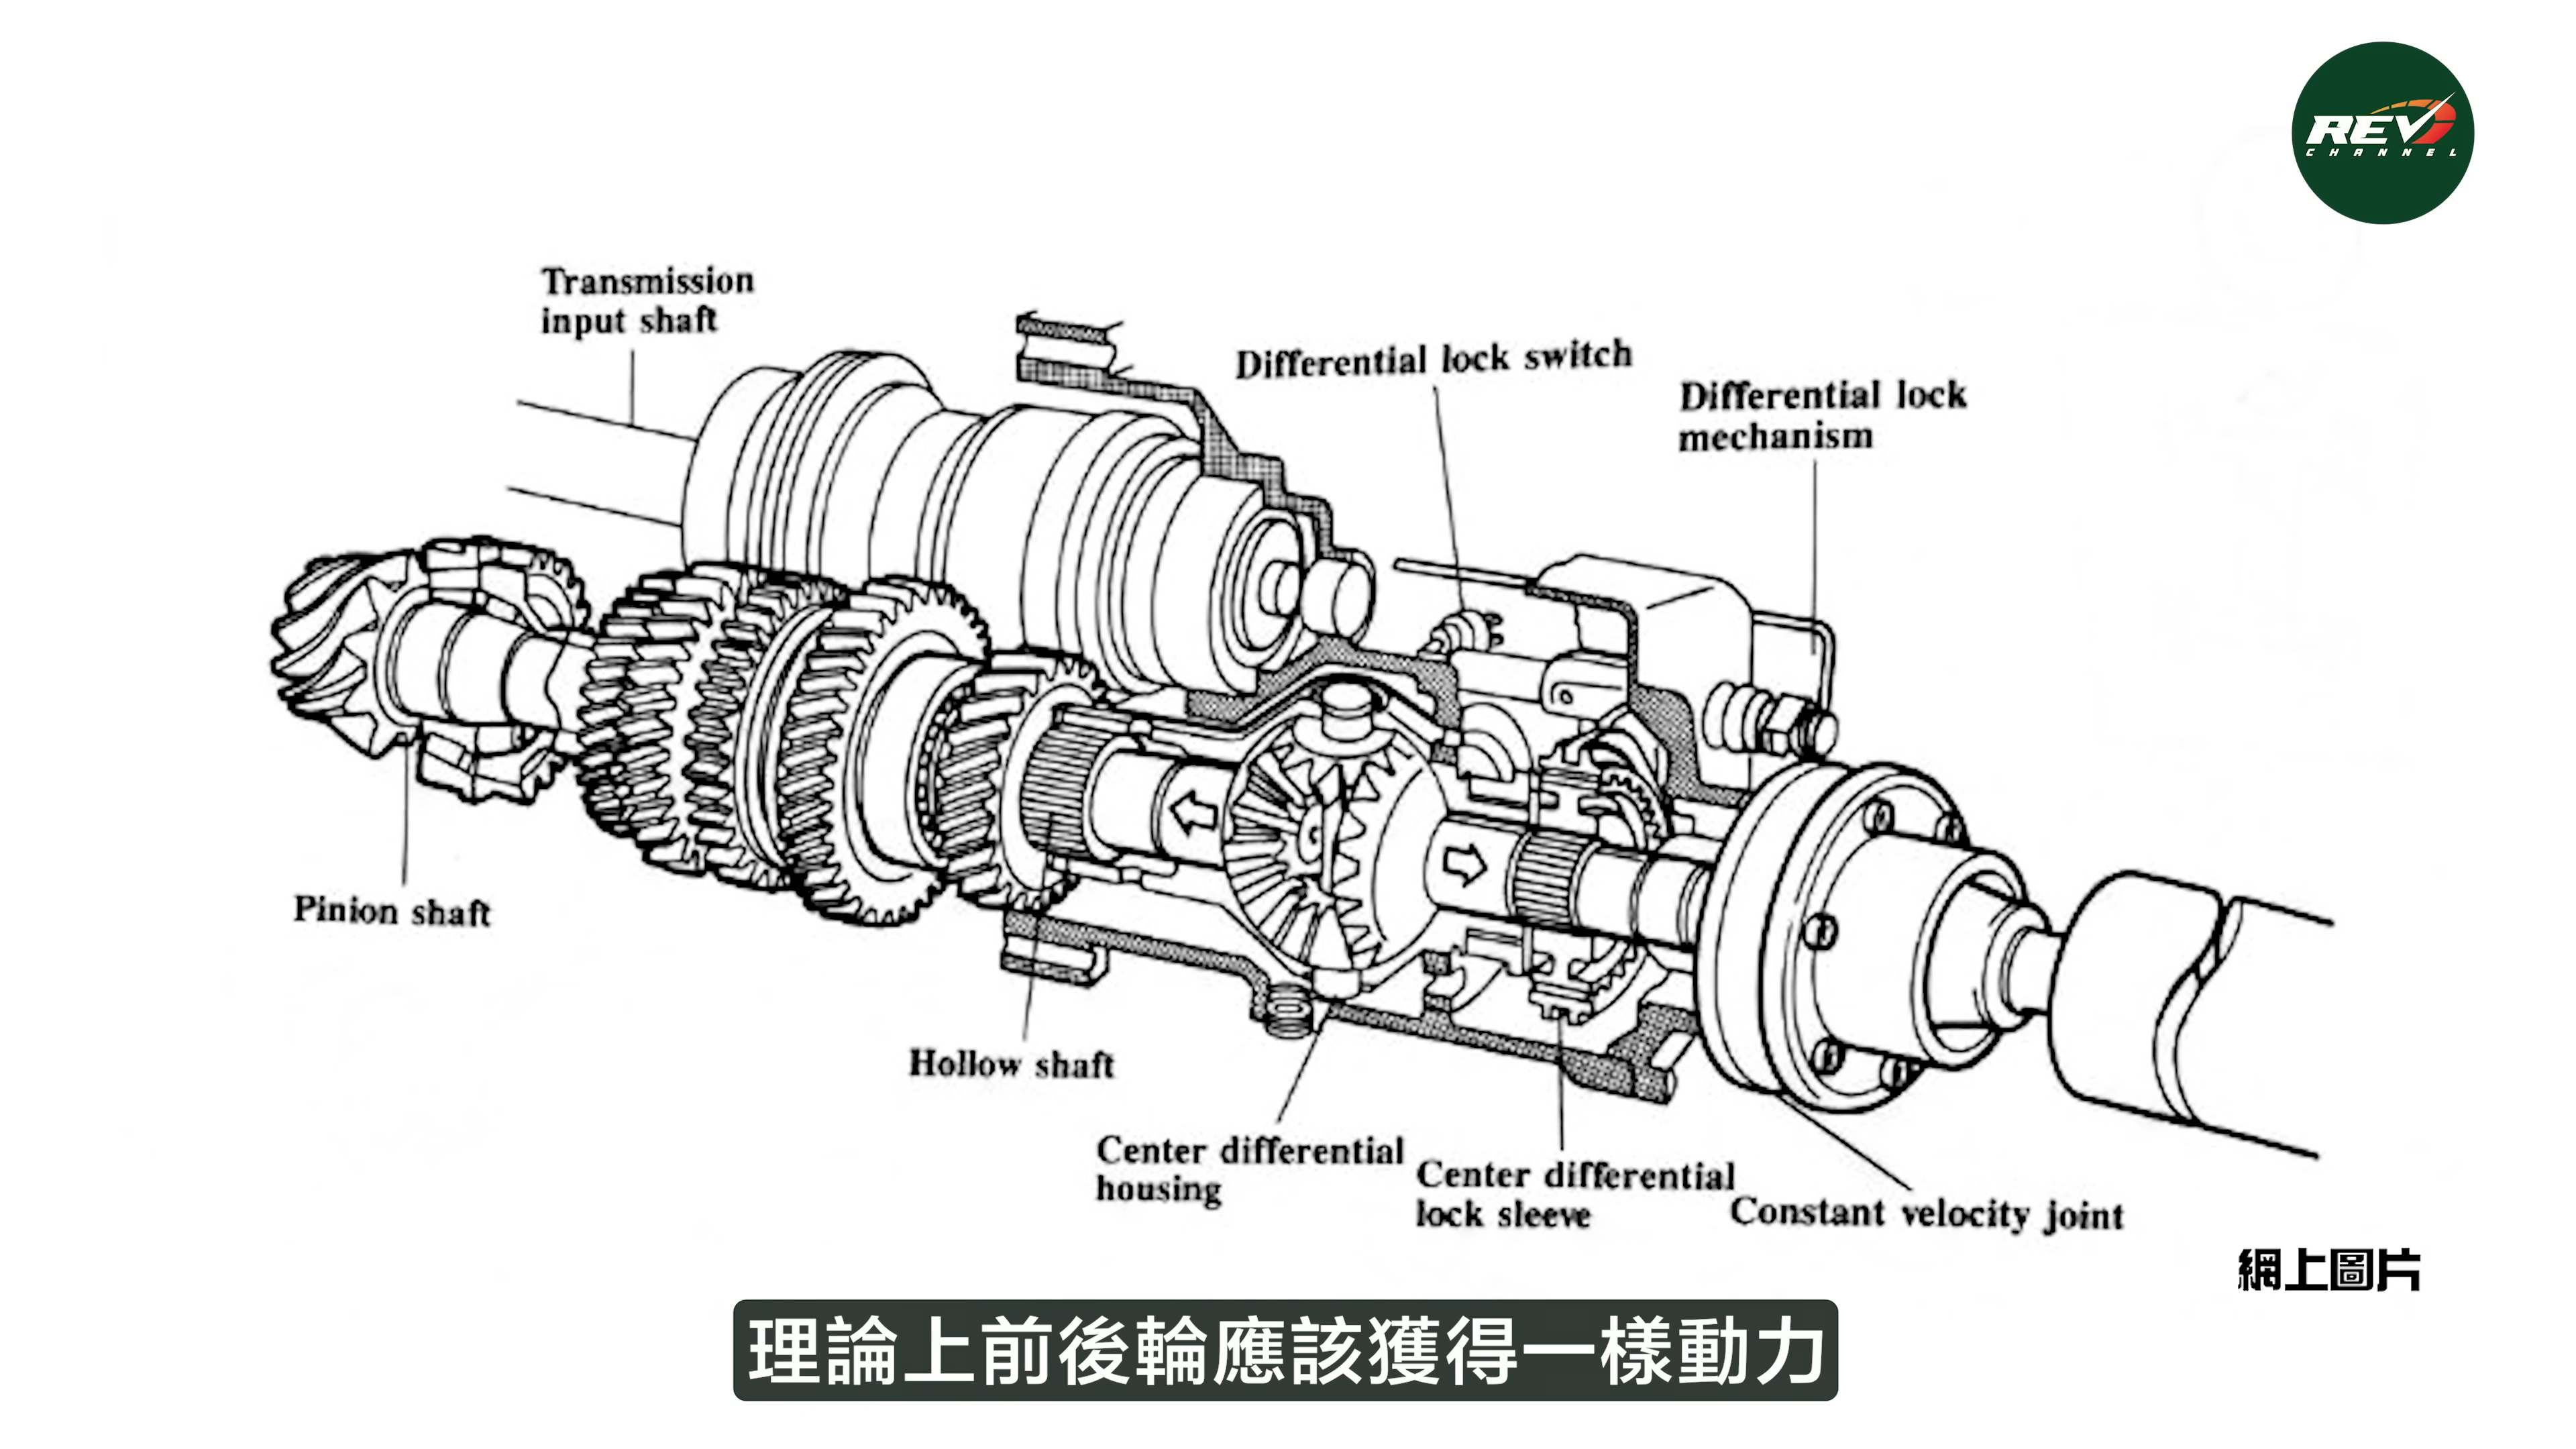 REV
CHANNEL
Transmission
input shaft
Differential lock switch
Differential lock
mechanism
Pinion shaft
Hollow shaft
Center differential
housing
Center differential
lock sleeve
Constant velocity joint
網上圖片
理論上前後輪應該獲得一樣動力